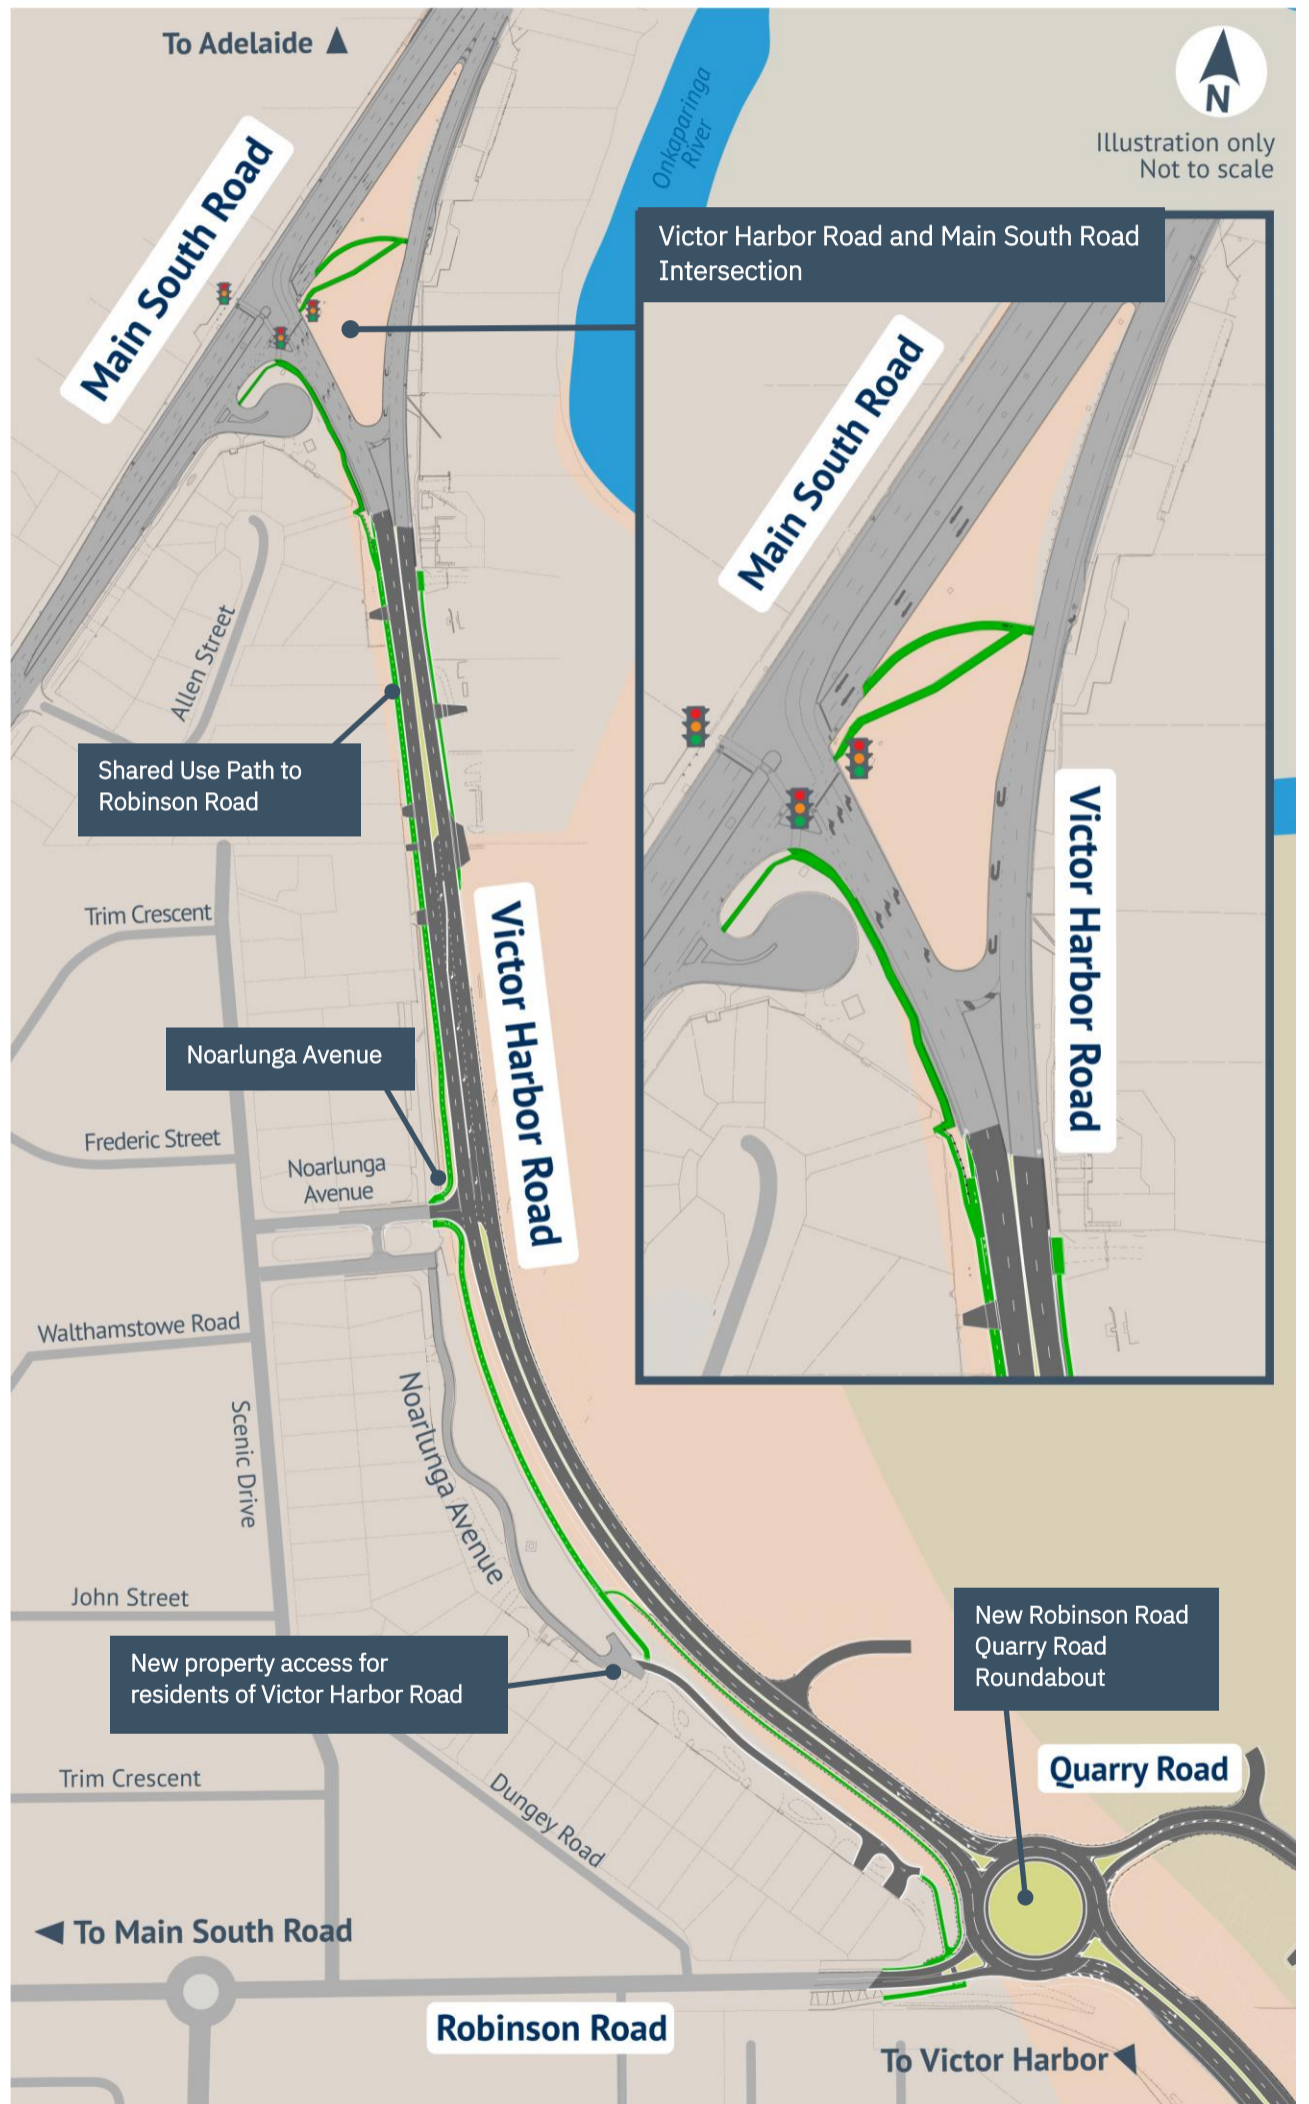 To Adelaide
N
Illustration only
Not to scale
Onkaparinga
River
Main South Road
Victor Harbor Road and Main South Road
Intersection
Main South Road
Victor Harbor Road
Allen Street
Shared Use Path to
Robinson Road
Trim Crescent
Victor Harbor Road
Noarlunga Avenue
Frederic Street
Noarlunga
Avenue
Walthamstowe Road
Noarlunga Avenue
Scenic Drive
John Street
New property access for
residents of Victor Harbor Road
New Robinson Road
Quarry Road
Roundabout
Quarry Road
Trim Crescent
Dungey Road
To Main South Road
Robinson Road
To Victor Harbor